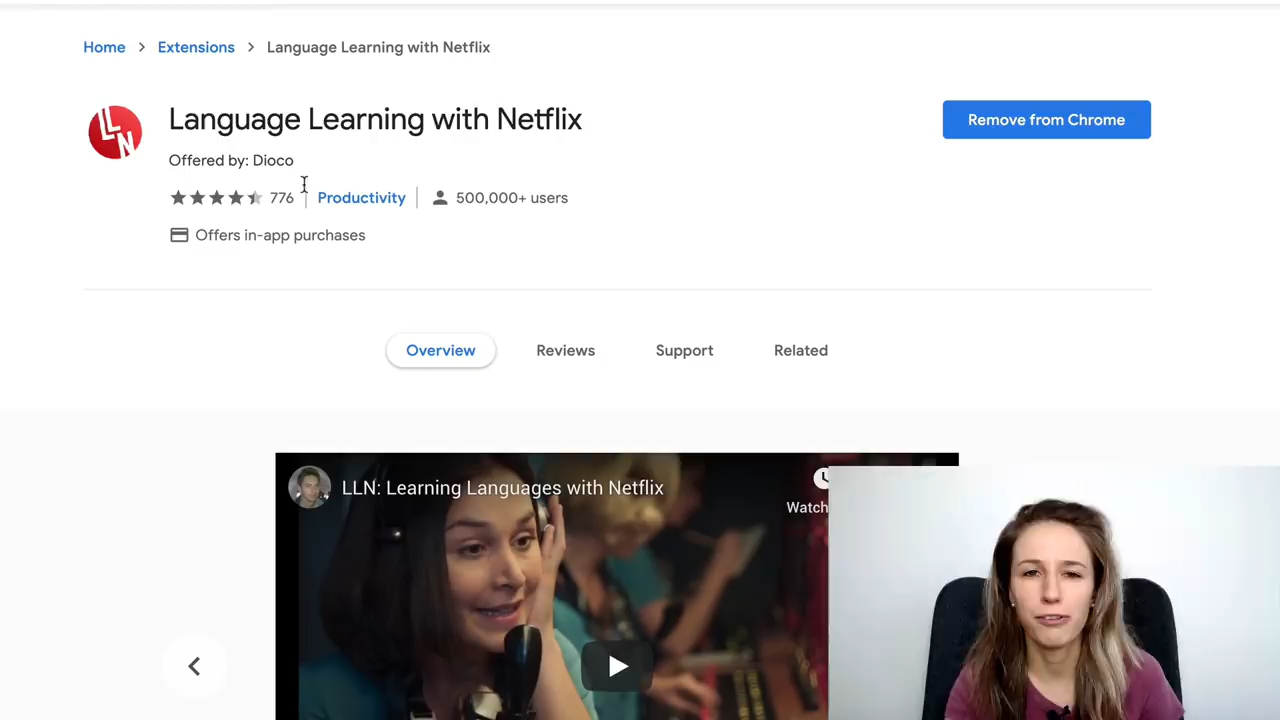 Home > Extensions > Language Learning with Netflix
LLN
Language Learning with Netflix
Remove from Chrome
Offered by: Dioco
776
Productivity
500,000+ users
Offers in-app purchases
Overview
Reviews
Support
Related
LLN: Learning Languages with Netflix
Watch